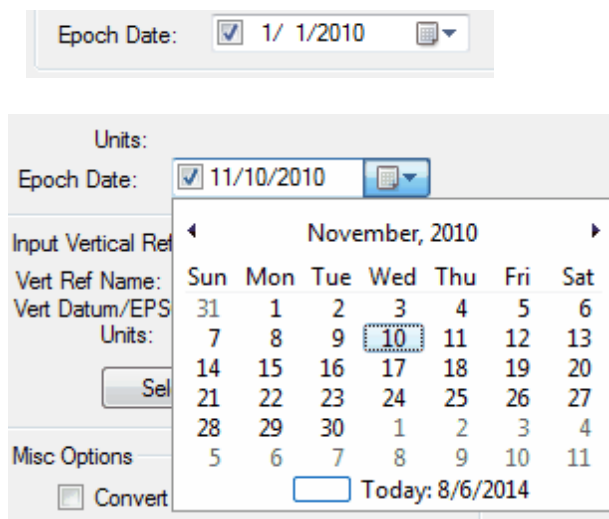 Epoch Date: 1/ 1/2010
Units:
Epoch Date: 11/10/2010
Input Vertical Ref
November, 2010
Vert Ref Name:
Sun Mon Tue Wed Thu Fri Sat
Vert Datum/EPS
31 1 2 3 4 5 6
Units:
7 8 9 10 11 12 13
14 15 16 17 18 19 20
Sel
21 22 23 24 25 26 27
28 29 30 1 2 3 4
Misc Options
5 6 7 8 9 10 11
Convert
Today: 8/6/2014